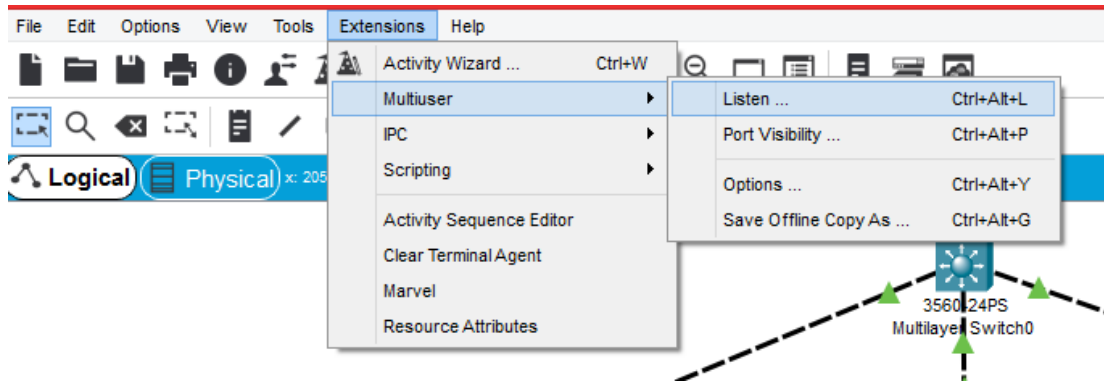 File Edit Options View Tools Extensions Help
Activity Wizard ... Ctrl+W
Multiuser
IPC
Scripting
Activity Sequence Editor
Clear Terminal Agent
Marvel
Resource Attributes
Listen ... Ctrl+Alt+L
Port Visibility ... Ctrl+Alt+P
Options ... Ctrl+Alt+Y
Save Offline Copy As ... Ctrl+Alt+G
Logical Physical x: 205
3560-24PS
Multilayer Switch0